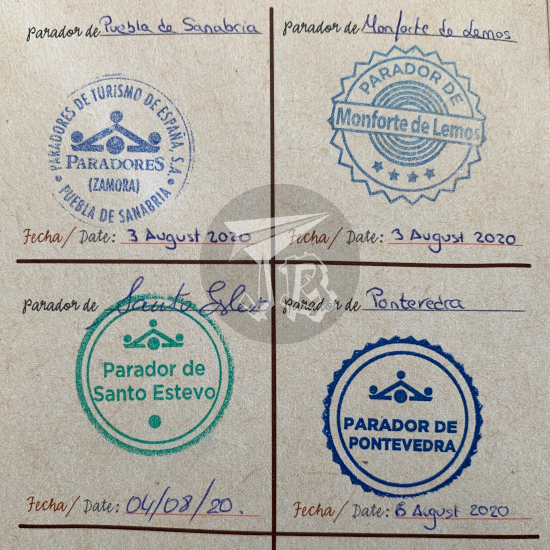 Parador de Puebla de Sanabria
PARADORES DE TURISMO DE ESPAÑA, S.A.
PARADORES
(ZAMORA)
PUEBLA DE SANABRIA
Fecha/ Date: 3 August 2020
Parador de Monforte de Lemos
PARADOR DE
Monforte de Lemos
Fecha/ Date: 3 August 2020
Parador de Santo
Parador de
Santo Estevo
Fecha/ Date: 04/08/20.
Parador de Pontevedra
PARADOR DE
PONTEVEDRA
Fecha/ Date: 6 August 2020